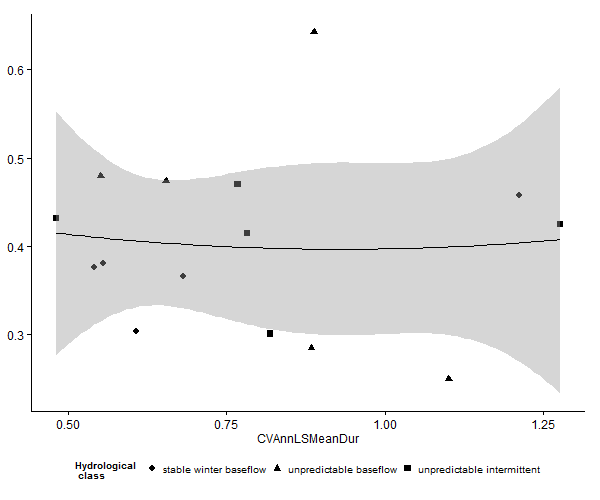 0.6
0.5
0.4
0.3
0.50 0.75 1.00 1.25
CVAnnLSMeanDur
Hydrological
class
stable winter baseflow unpredictable baseflow unpredictable intermittent